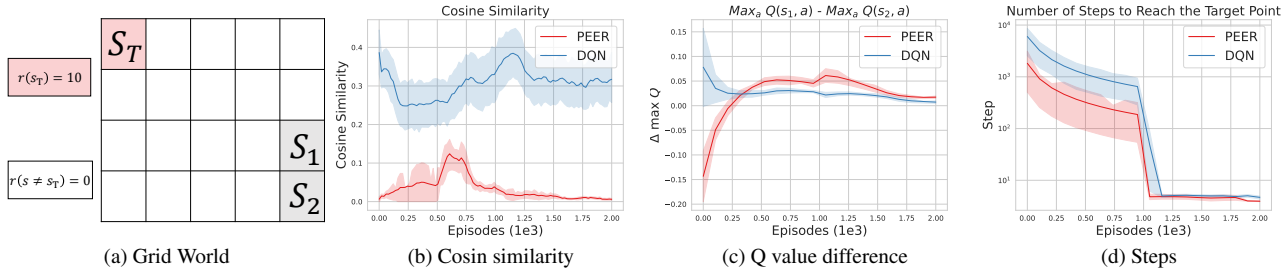 S_T
r(s_T) = 10
S_1
r(s ≠ s_T) = 0
S_2
(a) Grid World
Cosine Similarity
PEER
DQN
Cosine Similarity
0.4
0.3
0.2
0.1
0.0
0.00 0.25 0.50 0.75 1.00 1.25 1.50 1.75 2.00
Episodes (1e3)
(b) Cosin similarity
Max_a Q(s_1, a) - Max_a Q(s_2, a)
PEER
DQN
Δ max Q
0.15
0.10
0.05
0.00
−0.05
−0.10
−0.15
−0.20
0.00 0.25 0.50 0.75 1.00 1.25 1.50 1.75 2.00
Episodes (1e3)
(c) Q value difference
Number of Steps to Reach the Target Point
PEER
DQN
Step
10^4
10^3
10^2
10^1
0.00 0.25 0.50 0.75 1.00 1.25 1.50 1.75 2.00
Episodes (1e3)
(d) Steps